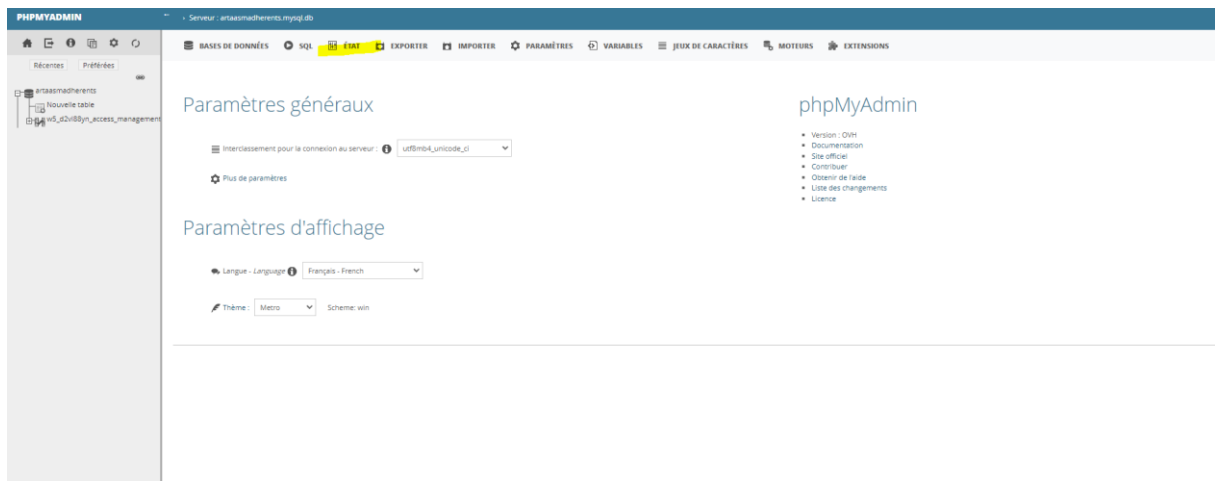 PHPMYADMIN
Serveur : artaasmadherents.mysql.db
BASES DE DONNÉES SQL ÉTAT EXPORTER IMPORTER PARAMÈTRES VARIABLES JEUX DE CARACTÈRES MOTEURS EXTENSIONS
Récentes Préférées
artaasmadherents
Nouvelle table
w5_d2vi88yn_access_management
Paramètres généraux
Interclassement pour la connexion au serveur : utf8mb4_unicode_ci
Plus de paramètres
Paramètres d'affichage
Langue - Language Français - French
Thème : Metro Scheme: win
phpMyAdmin
Version : OVH
Documentation
Site officiel
Contribuer
Obtenir de l'aide
Liste des changements
Licence